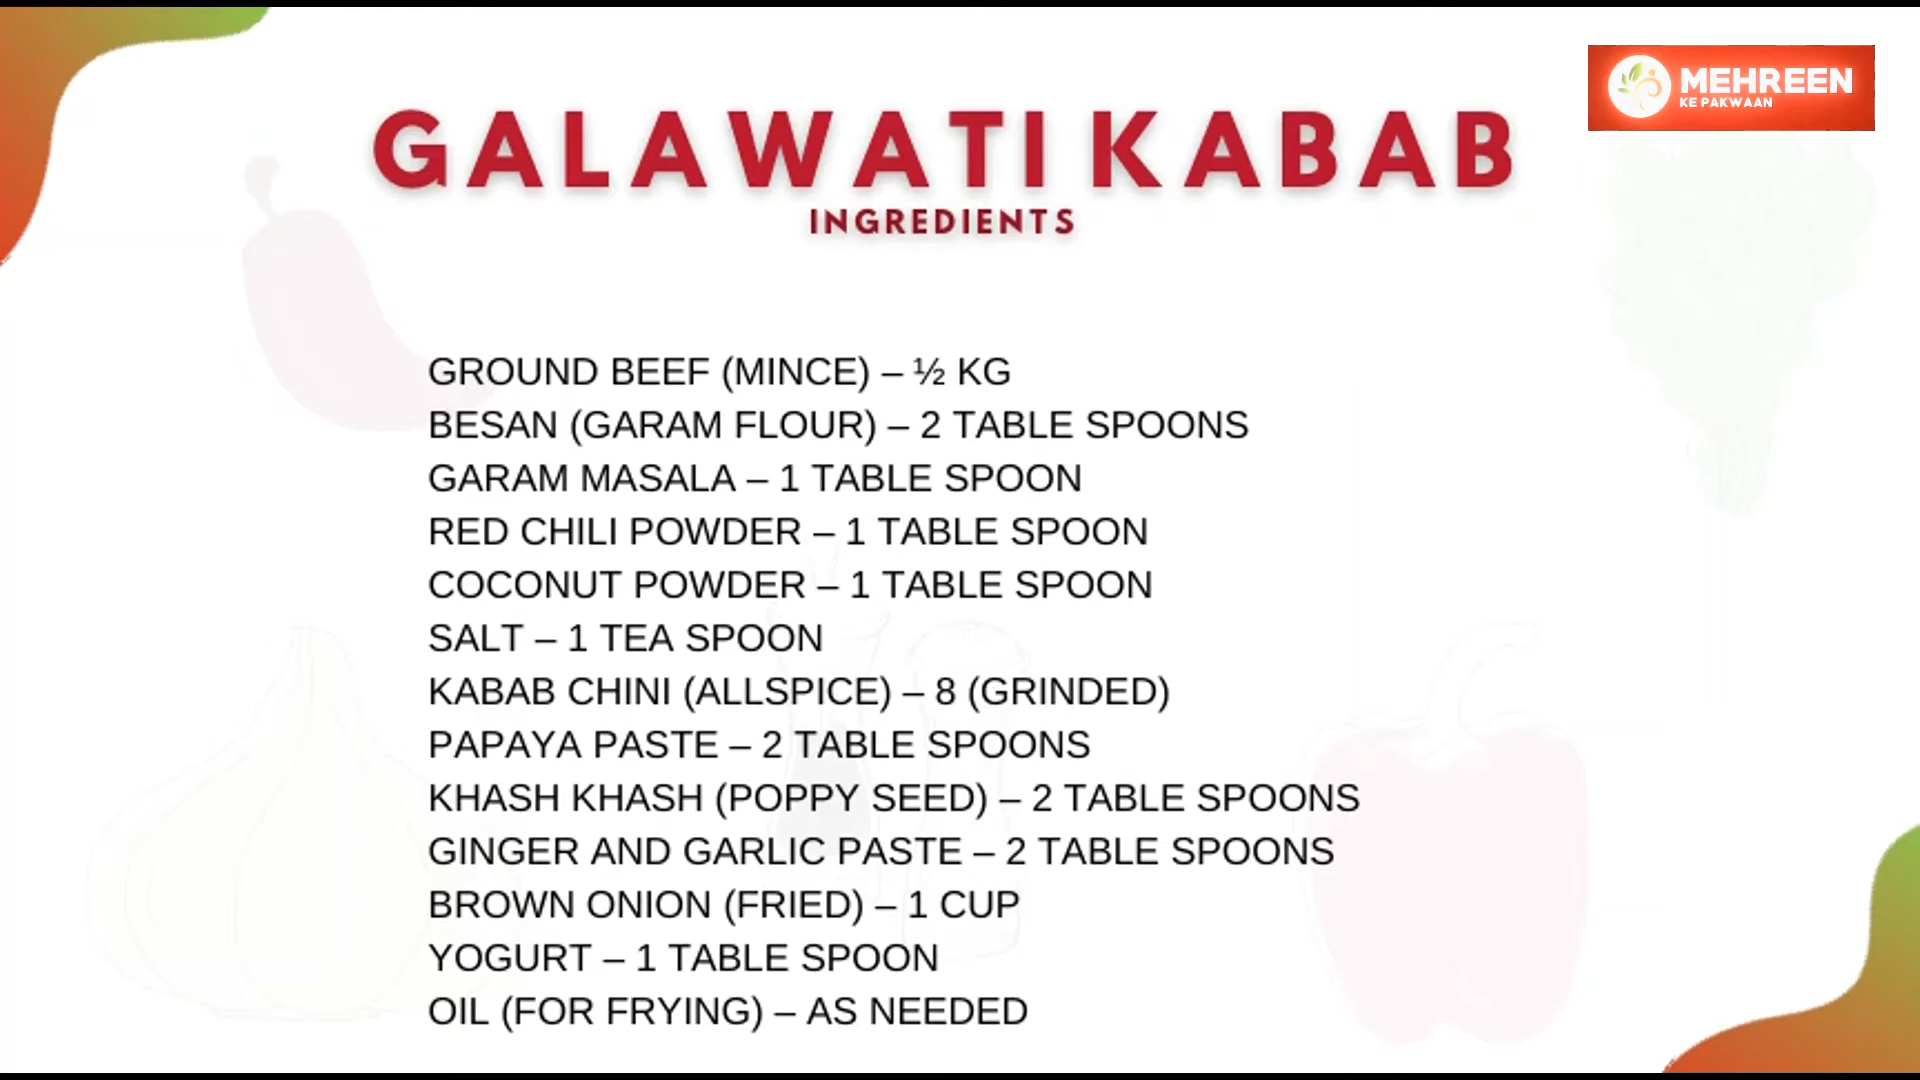 MEHREEN
KE PAKWAAN
GALAWATI KABAB
INGREDIENTS
GROUND BEEF (MINCE) – ½ KG
BESAN (GARAM FLOUR) – 2 TABLE SPOONS
GARAM MASALA – 1 TABLE SPOON
RED CHILI POWDER – 1 TABLE SPOON
COCONUT POWDER – 1 TABLE SPOON
SALT – 1 TEA SPOON
KABAB CHINI (ALLSPICE) – 8 (GRINDED)
PAPAYA PASTE – 2 TABLE SPOONS
KHASH KHASH (POPPY SEED) – 2 TABLE SPOONS
GINGER AND GARLIC PASTE – 2 TABLE SPOONS
BROWN ONION (FRIED) – 1 CUP
YOGURT – 1 TABLE SPOON
OIL (FOR FRYING) – AS NEEDED